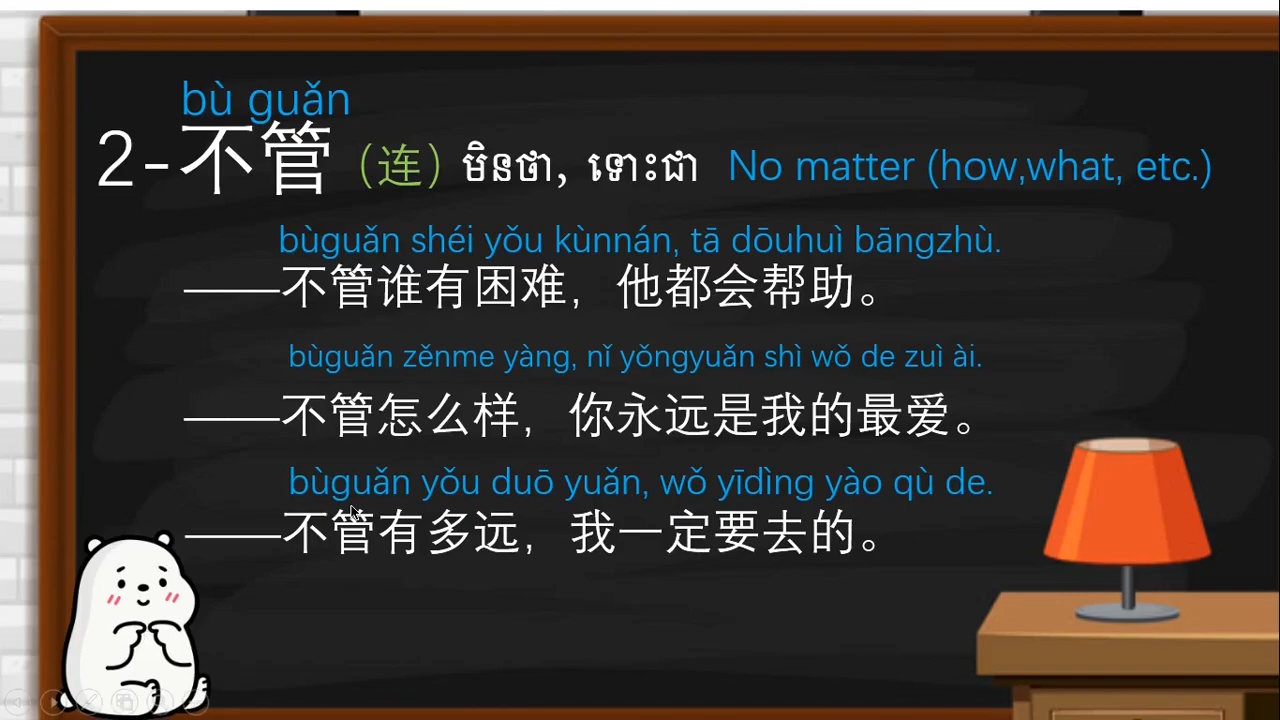 bù guǎn
2-不管（连）មិនថា, ទោះជា No matter (how,what, etc.)
bùguǎn shéi yǒu kùnnán, tā dōuhuì bāngzhù.
——不管谁有困难，他都会帮助。
bùguǎn zěnme yàng, nǐ yǒngyuǎn shì wǒ de zuì ài.
——不管怎么样，你永远是我的最爱。
bùguǎn yǒu duō yuǎn, wǒ yīdìng yào qù de.
——不管有多远，我一定要去的。